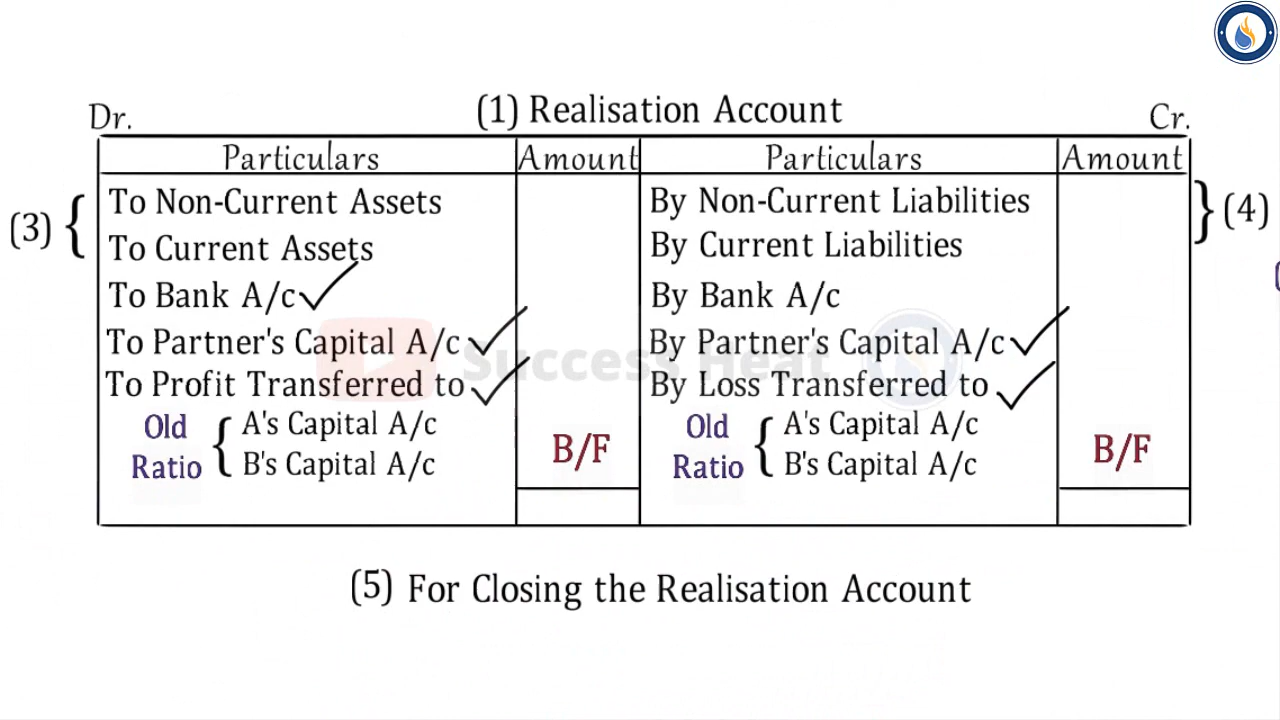 Dr. (1) Realisation Account Cr.
Particulars Amount Particulars Amount
(3) To Non-Current Assets By Non-Current Liabilities (4)
To Current Assets By Current Liabilities
To Bank A/c By Bank A/c
To Partner's Capital A/c By Partner's Capital A/c
Success Heat
To Profit Transferred to By Loss Transferred to
Old Ratio { A's Capital A/c B/F Old Ratio { A's Capital A/c B/F
B's Capital A/c B's Capital A/c
(5) For Closing the Realisation Account